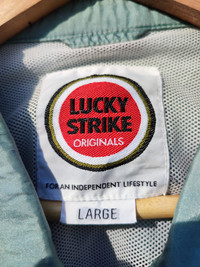 LUCKY
STRIKE
ORIGINALS
FOR AN INDEPENDENT LIFESTYLE
LARGE